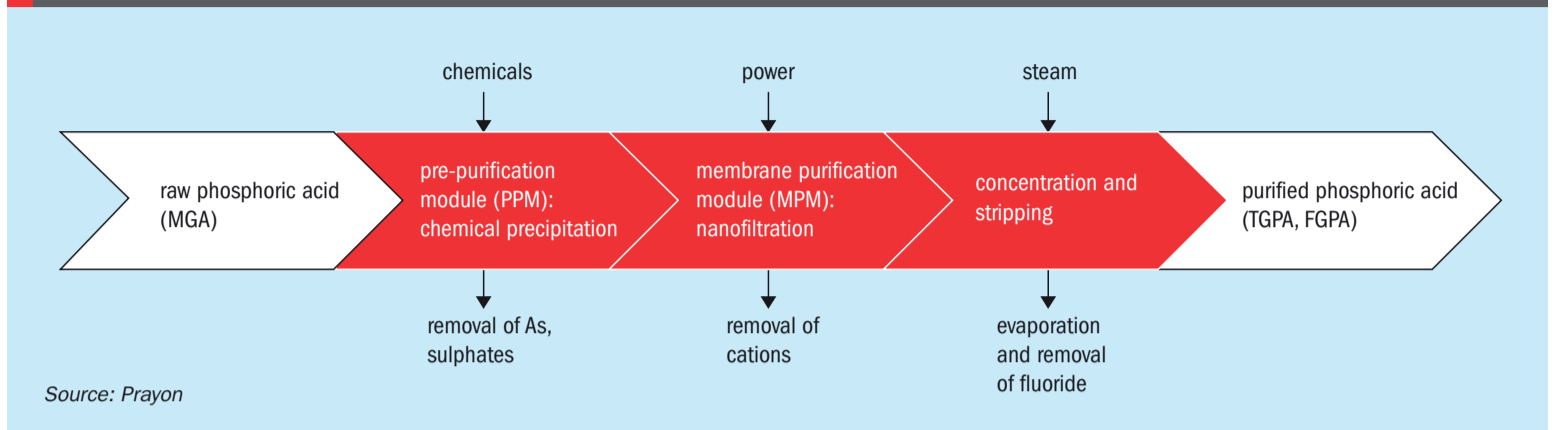 chemicals
power
steam
raw phosphoric acid
(MGA)
pre-purification
module (PPM):
chemical precipitation
membrane purification
module (MPM):
nanofiltration
concentration and
stripping
purified phosphoric acid
(TGPA, FGPA)
removal of As,
sulphates
removal of
cations
evaporation
and removal
of fluoride
Source: Prayon